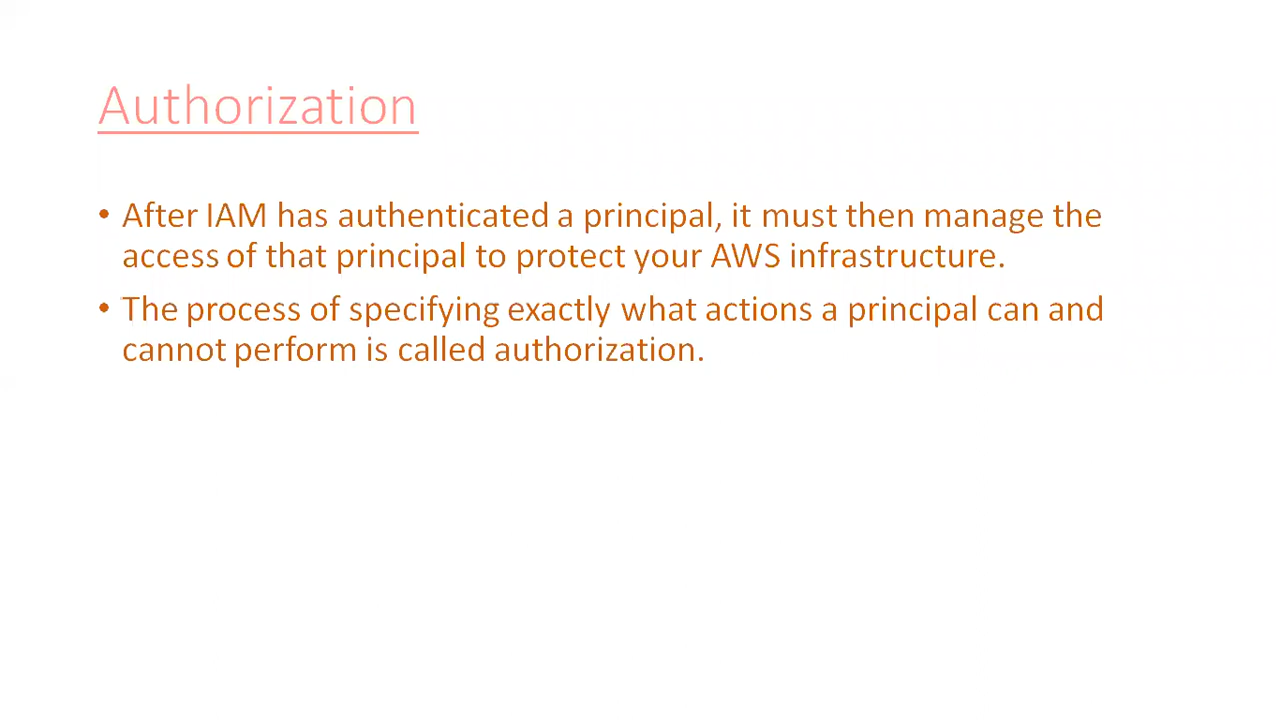 Authorization
• After IAM has authenticated a principal, it must then manage the
access of that principal to protect your AWS infrastructure.
• The process of specifying exactly what actions a principal can and
cannot perform is called authorization.